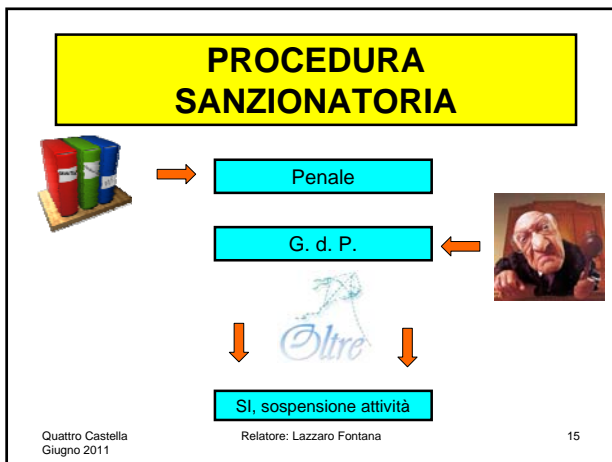 PROCEDURA
SANZIONATORIA
Penale
G. d. P.
Oltre
SI, sospensione attività
Quattro Castella
Giugno 2011
Relatore: Lazzaro Fontana
15